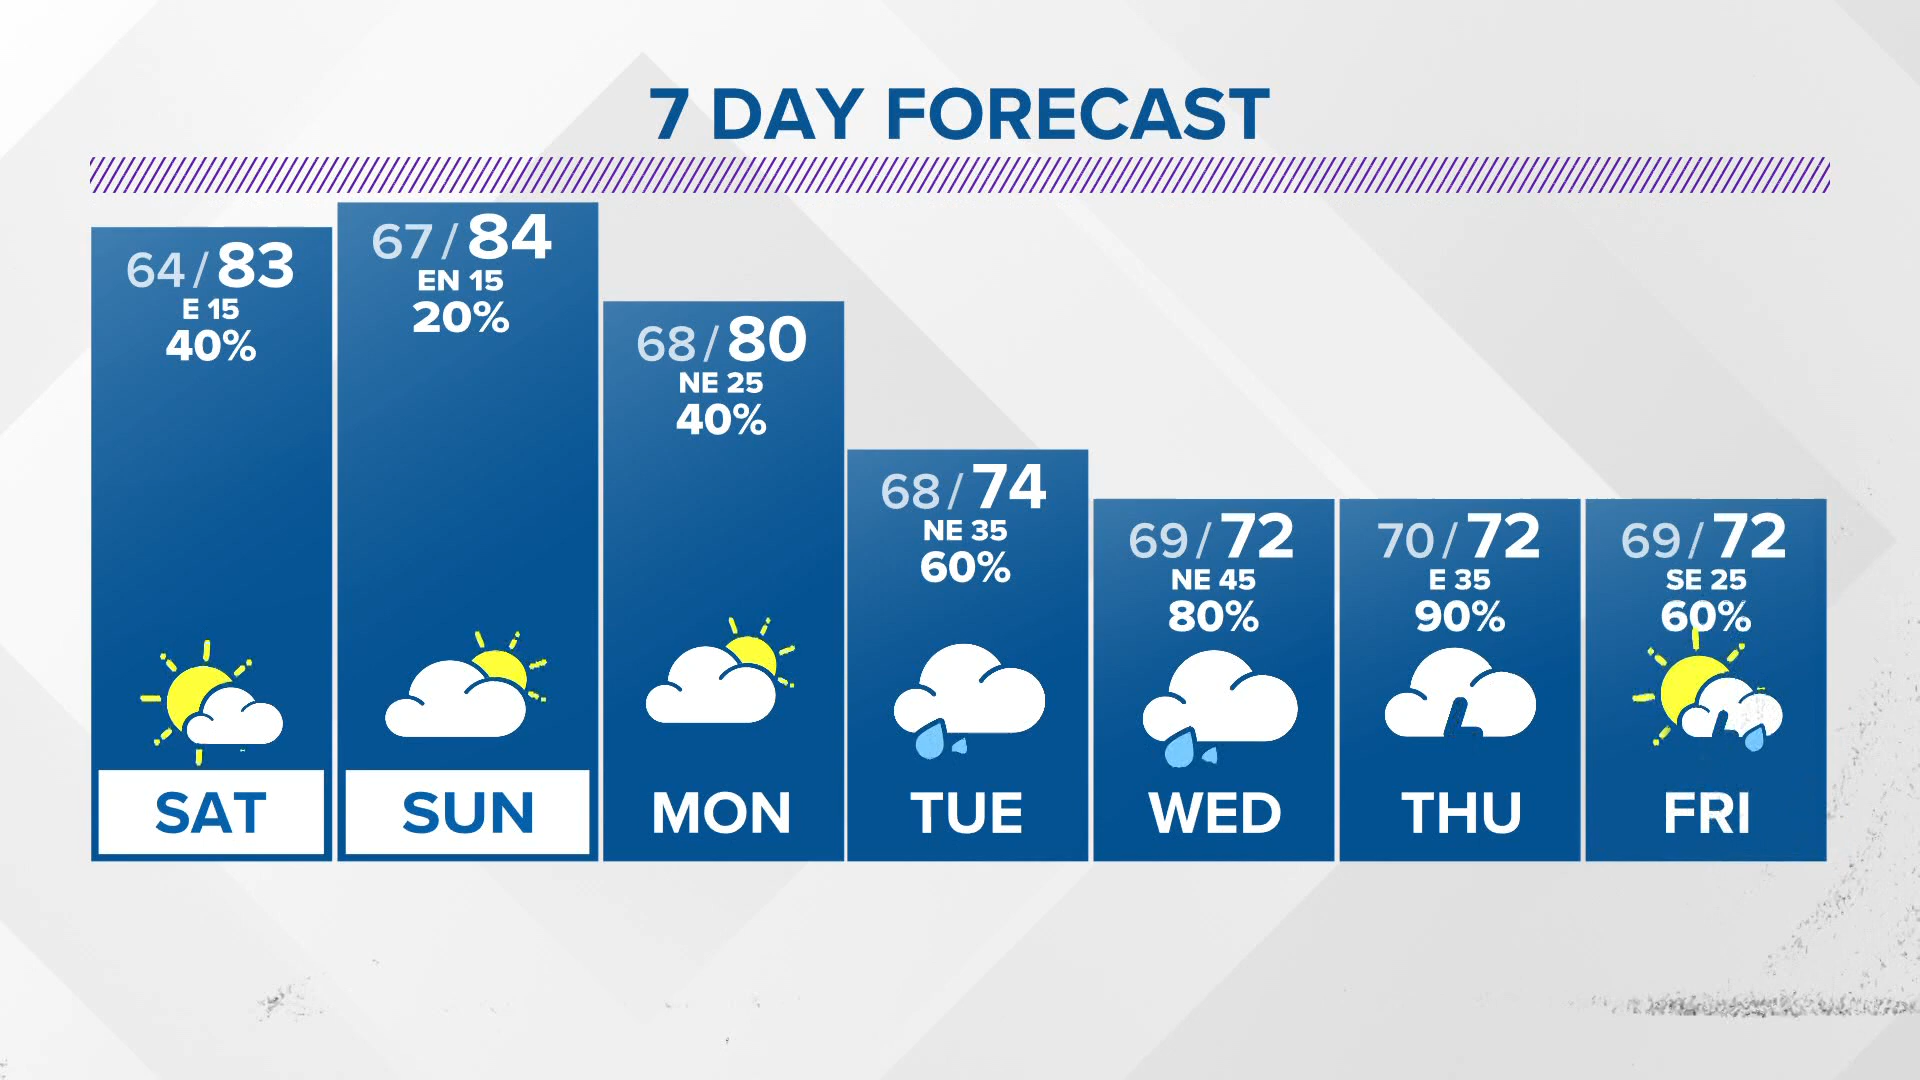 7 DAY FORECAST
64/83
E 15
40%
SAT
67/84
EN 15
20%
SUN
68/80
NE 25
40%
MON
68/74
NE 35
60%
TUE
69/72
NE 45
80%
WED
70/72
E 35
90%
THU
69/72
SE 25
60%
FRI